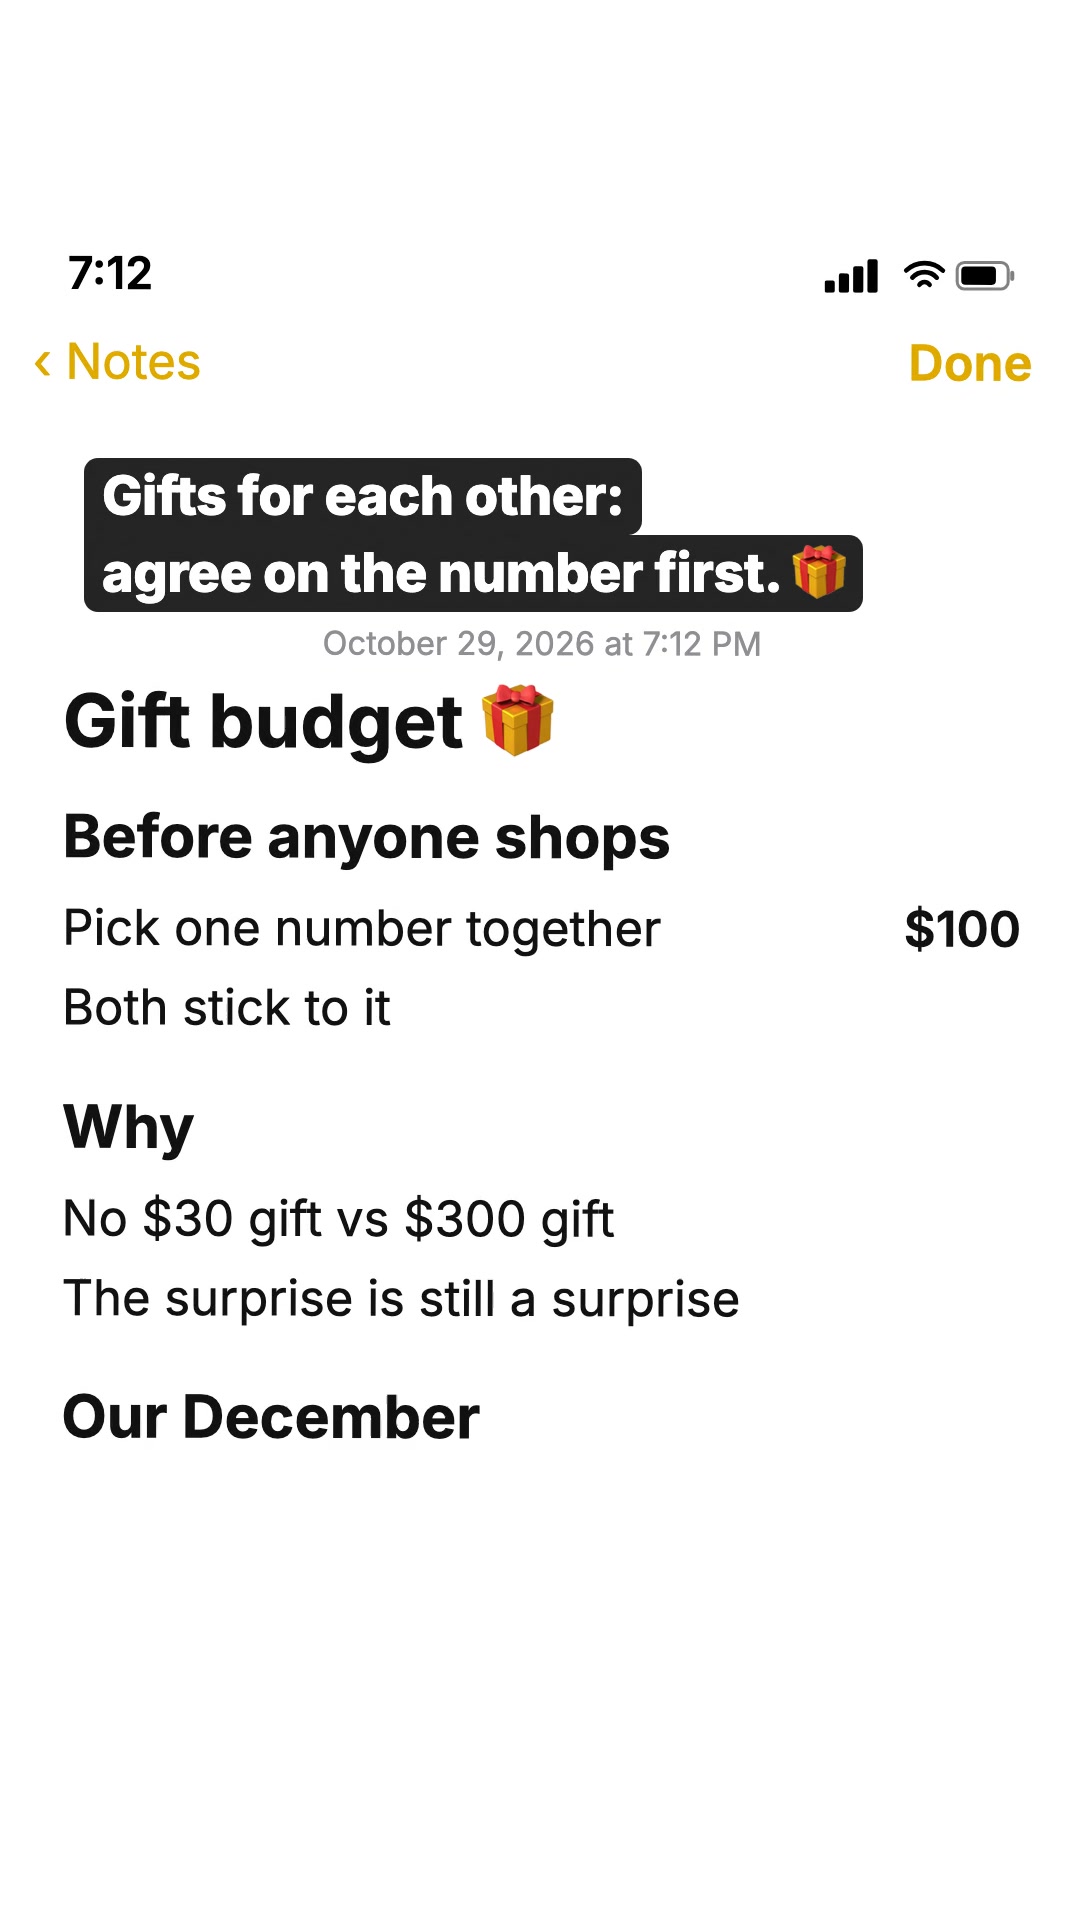 7:12
‹ Notes
Done
Gifts for each other:
agree on the number first. 🎁
October 29, 2026 at 7:12 PM
Gift budget 🎁
Before anyone shops
Pick one number together $100
Both stick to it
Why
No $30 gift vs $300 gift
The surprise is still a surprise
Our December